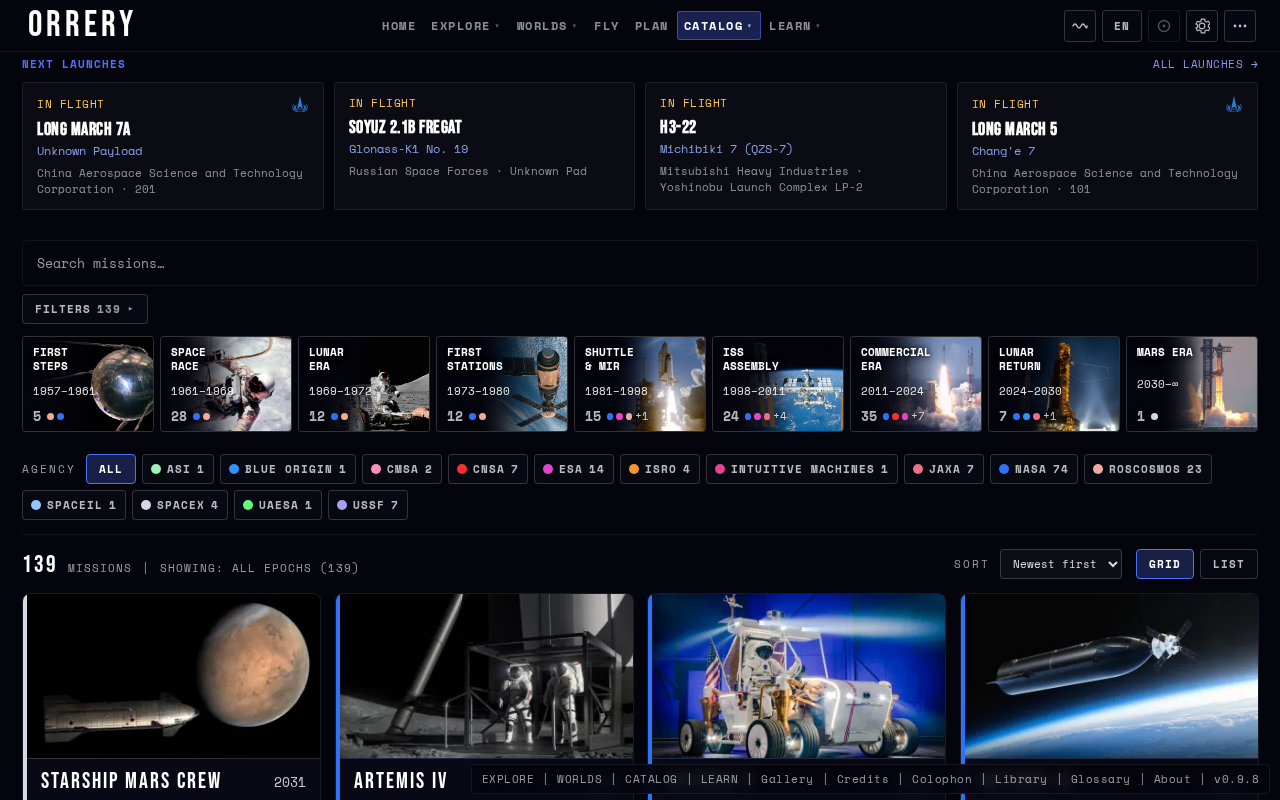 ORRERY
HOME EXPLORE ▾ WORLDS ▾ FLY PLAN CATALOG ▾ LEARN ▾
EN
NEXT LAUNCHES
ALL LAUNCHES →
IN FLIGHT
LONG MARCH 7A
Unknown Payload
China Aerospace Science and Technology
Corporation · 201
IN FLIGHT
SOYUZ 2.1B FREGAT
Glonass-K1 No. 19
Russian Space Forces · Unknown Pad
IN FLIGHT
H3-22
Michibiki 7 (QZS-7)
Mitsubishi Heavy Industries ·
Yoshinobu Launch Complex LP-2
IN FLIGHT
LONG MARCH 5
Chang'e 7
China Aerospace Science and Technology
Corporation · 101
Search missions…
FILTERS 139 ▸
FIRST
STEPS
1957–1961
5
SPACE
RACE
1961–1969
28
LUNAR
ERA
1969–1972
12
FIRST
STATIONS
1973–1980
12
SHUTTLE
& MIR
1981–1998
15 +1
ISS
ASSEMBLY
1998–2011
24 +4
COMMERCIAL
ERA
2011–2024
35 +7
LUNAR
RETURN
2024–2030
7 +1
MARS ERA
2030–∞
1
AGENCY ALL ASI 1 BLUE ORIGIN 1 CMSA 2 CNSA 7 ESA 14 ISRO 4 INTUITIVE MACHINES 1 JAXA 7 NASA 74 ROSCOSMOS 23
SPACEIL 1 SPACEX 4 UAESA 1 USSF 7
139 MISSIONS | SHOWING: ALL EPOCHS (139)
SORT Newest first GRID LIST
STARSHIP MARS CREW 2031
ARTEMIS IV
EXPLORE | WORLDS | CATALOG | LEARN | Gallery | Credits | Colophon | Library | Glossary | About | v0.9.8